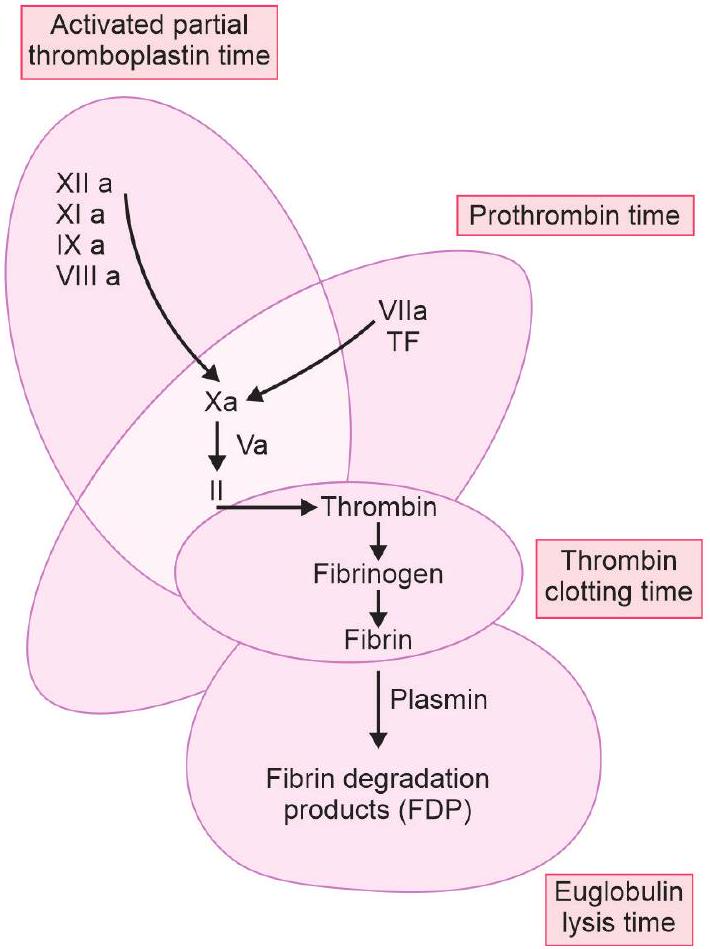 Activated partial
thromboplastin time
XII a
XI a
IX a
VIII a
Prothrombin time
VIIa
TF
Xa
Va
II
Thrombin
Fibrinogen
Fibrin
Thrombin
clotting time
Plasmin
Fibrin degradation
products (FDP)
Euglobulin
lysis time